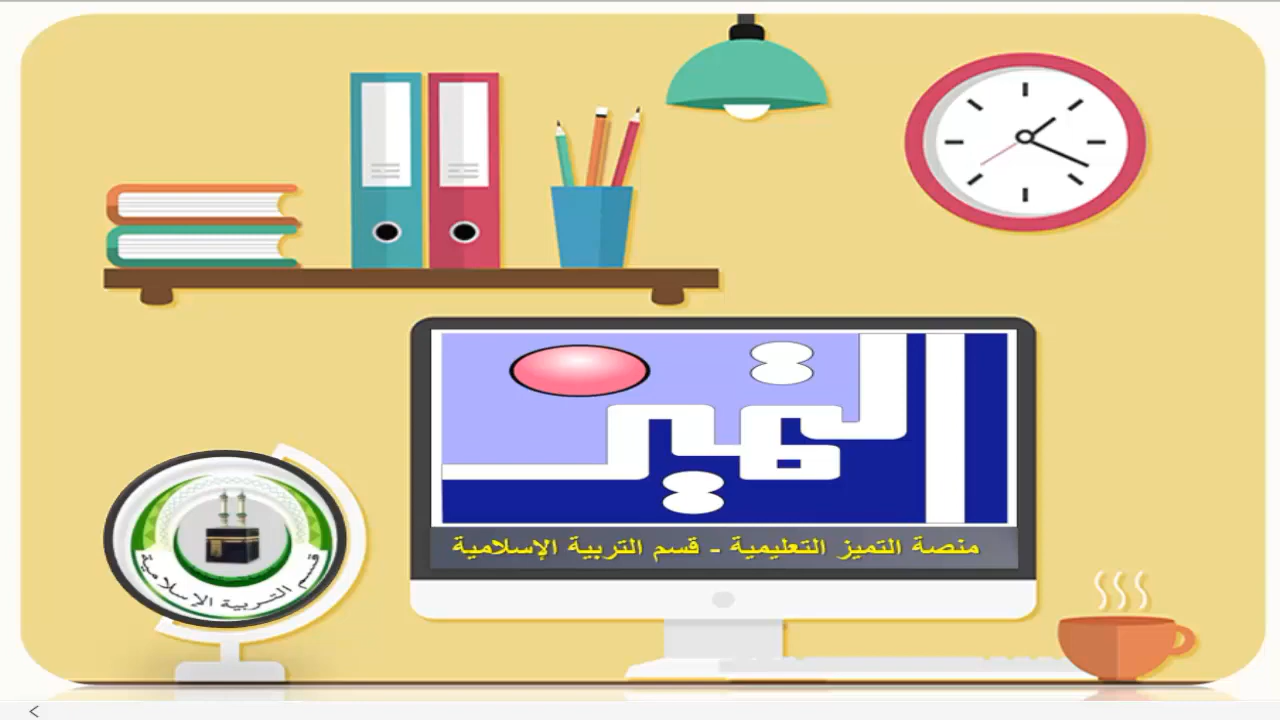 التميز
منصة التميز التعليمية - قسم التربية الإسلامية
قسم التربية الإسلامية